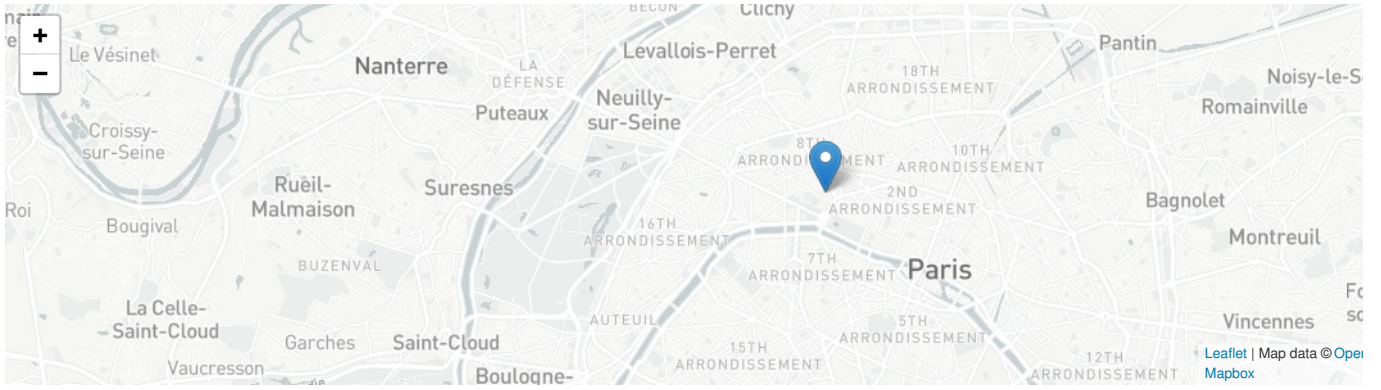 +
−
Le Vésinet
Croissy-
sur-Seine
Bougival
Roi
La Celle-
Saint-Cloud
Vaucresson
Garches
BUZENVAL
Rueil-
Malmaison
Nanterre
LA
DÉFENSE
Puteaux
Suresnes
Saint-Cloud
Boulogne-
BÉCON
Levallois-Perret
Neuilly-
sur-Seine
Clichy
18TH
ARRONDISSEMENT
8TH
ARRONDISSEMENT
10TH
ARRONDISSEMENT
2ND
ARRONDISSEMENT
16TH
ARRONDISSEMENT
7TH
ARRONDISSEMENT
Paris
AUTEUIL
15TH
ARRONDISSEMENT
5TH
ARRONDISSEMENT
12TH
ARRONDISSEMENT
Pantin
Noisy-le-S
Romainville
Bagnolet
Montreuil
Vincennes
Leaflet | Map data © Oper
Mapbox